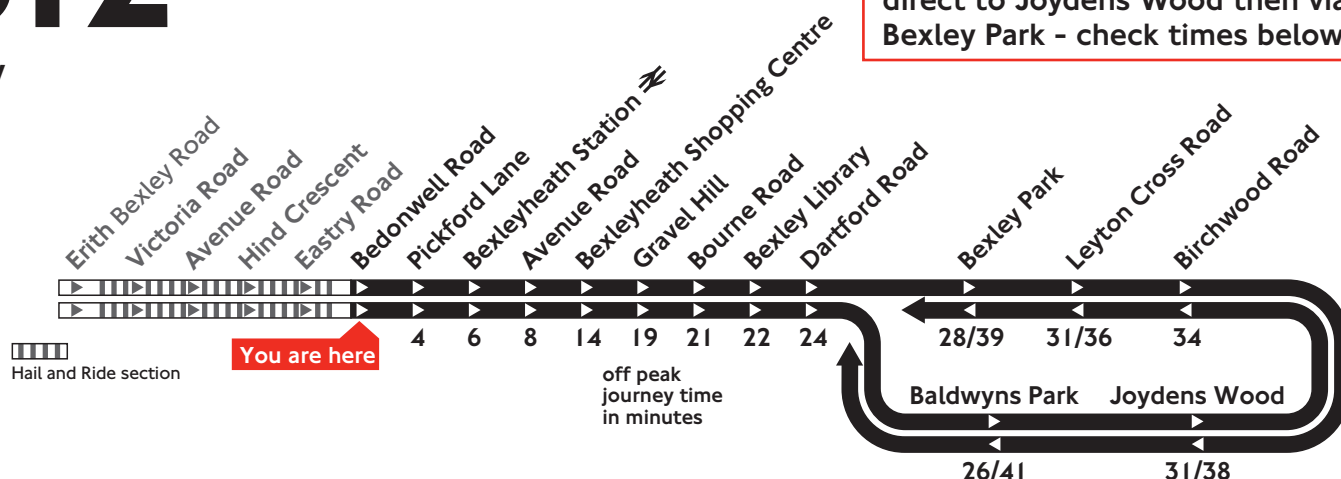 direct to Joydens Wood then via
Bexley Park - check times below
Erith Bexley Road
Victoria Road
Avenue Road
Hind Crescent
Eastry Road
Bedonwell Road
Pickford Lane
Bexleyheath Station
Avenue Road
Bexleyheath Shopping Centre
Gravel Hill
Bourne Road
Bexley Library
Dartford Road
Bexley Park
Leyton Cross Road
Birchwood Road
4 6 8 14 19 21 22 24 28/39 31/36 34
You are here
Hail and Ride section
off peak
journey time
in minutes
Baldwyns Park Joydens Wood
26/41 31/38